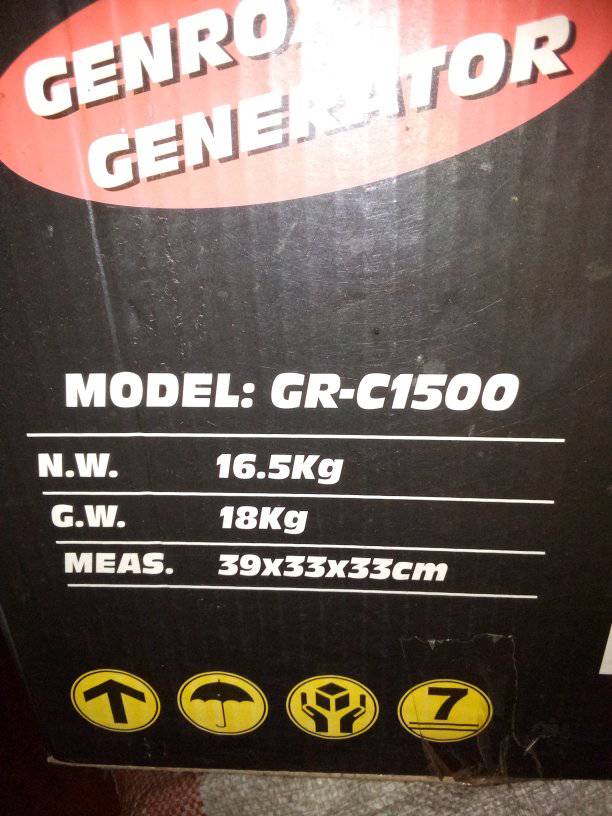 GENERATOR
MODEL: GR-C1500
N.W. 16.5Kg
G.W. 18Kg
MEAS. 39x33x33cm
7